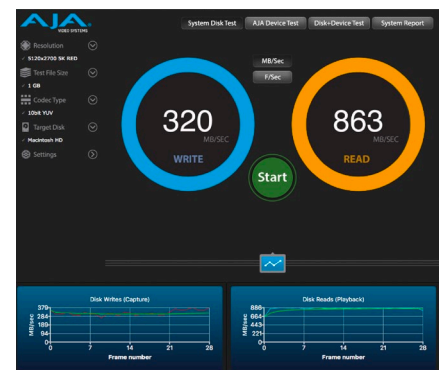 AJA
VIDEO SYSTEMS
System Disk Test
AJA Device Test
Disk+Device Test
System Report
Resolution
✓ 5120x2700 5K RED
Test File Size
✓ 1 GB
Codec Type
✓ 10bit YUV
Target Disk
✓ Macintosh HD
Settings
MB/Sec
F/Sec
320
MB/SEC
WRITE
863
MB/SEC
READ
Start
Disk Writes (Capture)
MB/sec
379
284
189
94
0
0 7 14 21 28
Frame number
Disk Reads (Playback)
MB/sec
886
664
443
221
0
0 7 14 21 28
Frame number